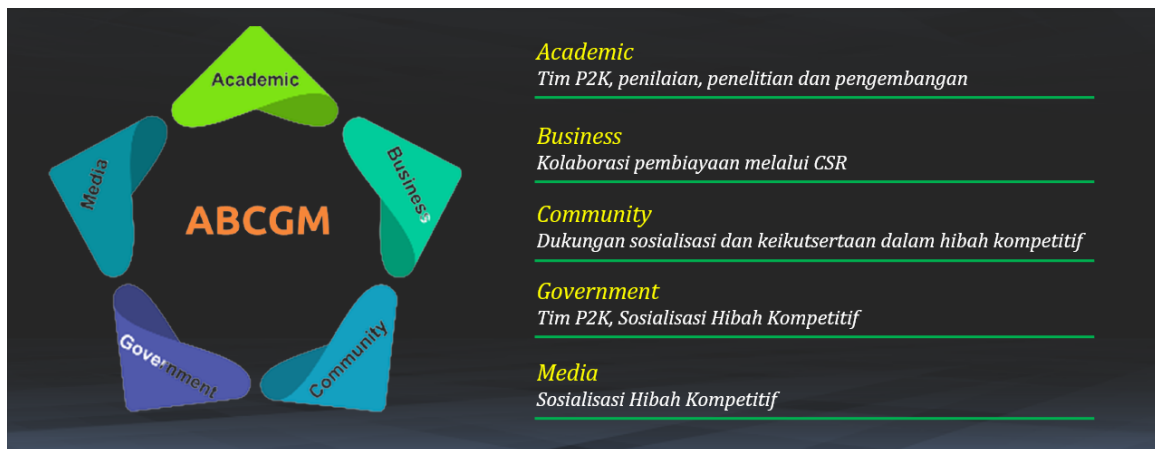 Academic
Media
Business
ABCGM
Government
Community
Academic
Tim P2K, penilaian, penelitian dan pengembangan
Business
Kolaborasi pembiayaan melalui CSR
Community
Dukungan sosialisasi dan keikutsertaan dalam hibah kompetitif
Government
Tim P2K, Sosialisasi Hibah Kompetitif
Media
Sosialisasi Hibah Kompetitif